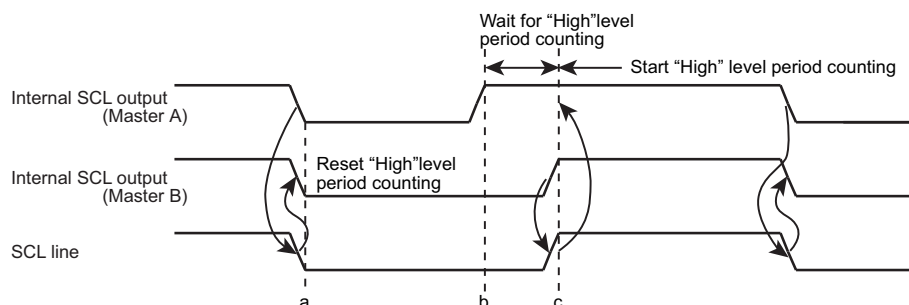 Wait for “High”level
period counting
Start “High” level period counting
Internal SCL output
(Master A)
Reset “High”level
period counting
Internal SCL output
(Master B)
SCL line
a
b
c